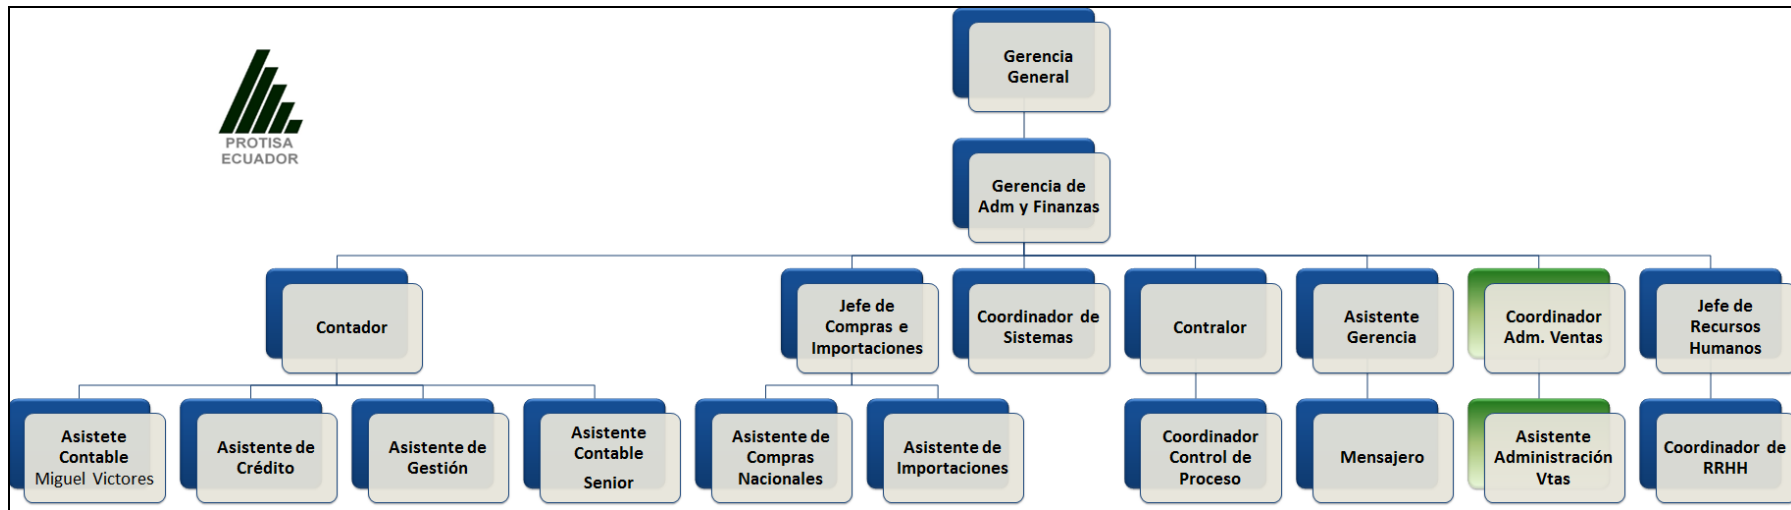 PROTISA
ECUADOR
Gerencia
General
Gerencia de
Adm y Finanzas
Contador
Jefe de
Compras e
Importaciones
Coordinador de
Sistemas
Contralor
Asistente
Gerencia
Coordinador
Adm. Ventas
Jefe de
Recursos
Humanos
Asistete
Contable
Miguel Victores
Asistente de
Crédito
Asistente de
Gestión
Asistente
Contable
Senior
Asistente de
Compras
Nacionales
Asistente de
Importaciones
Coordinador
Control de
Proceso
Mensajero
Asistente
Administración
Vtas
Coordinador de
RRHH